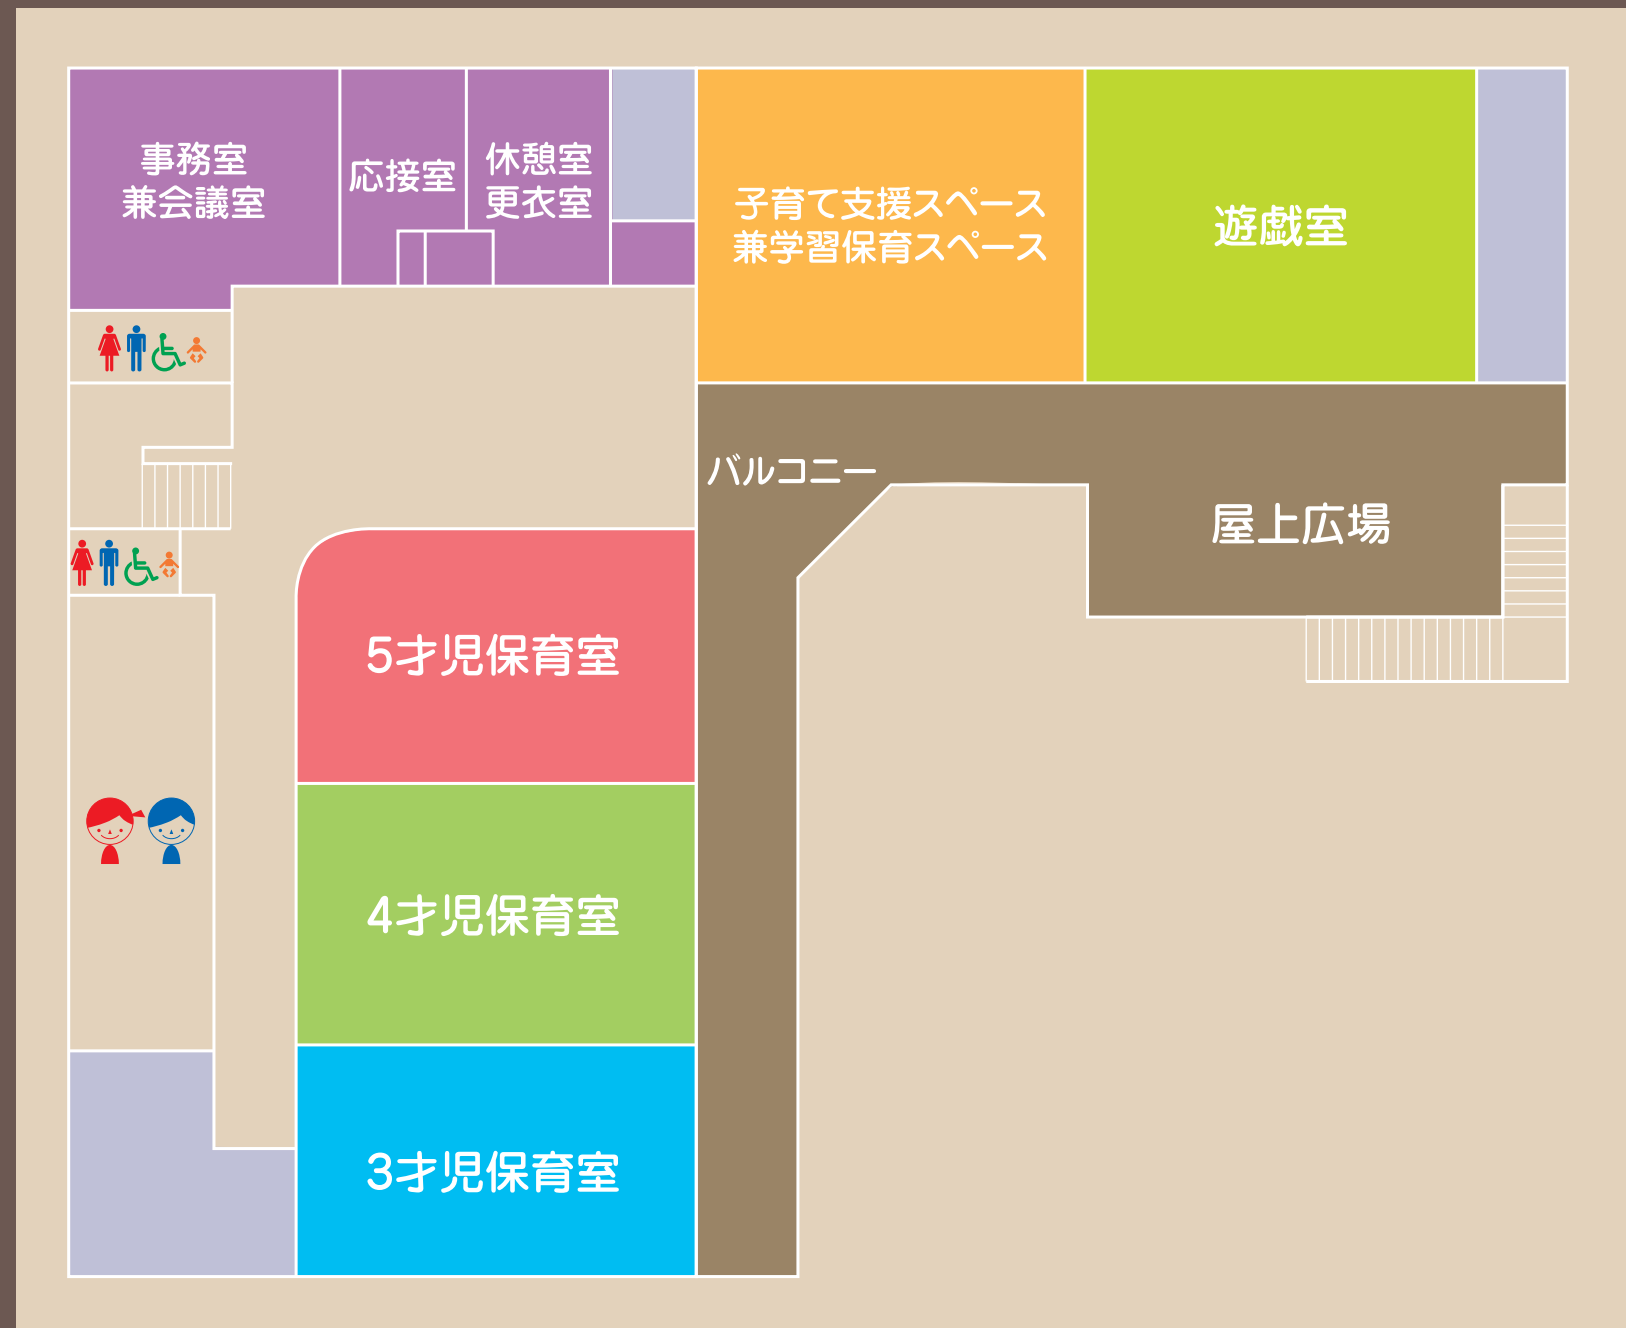 事務室
兼会議室
応接室
休憩室
更衣室
子育て支援スペース
兼学習保育スペース
遊戯室
バルコニー
屋上広場
5才児保育室
4才児保育室
3才児保育室